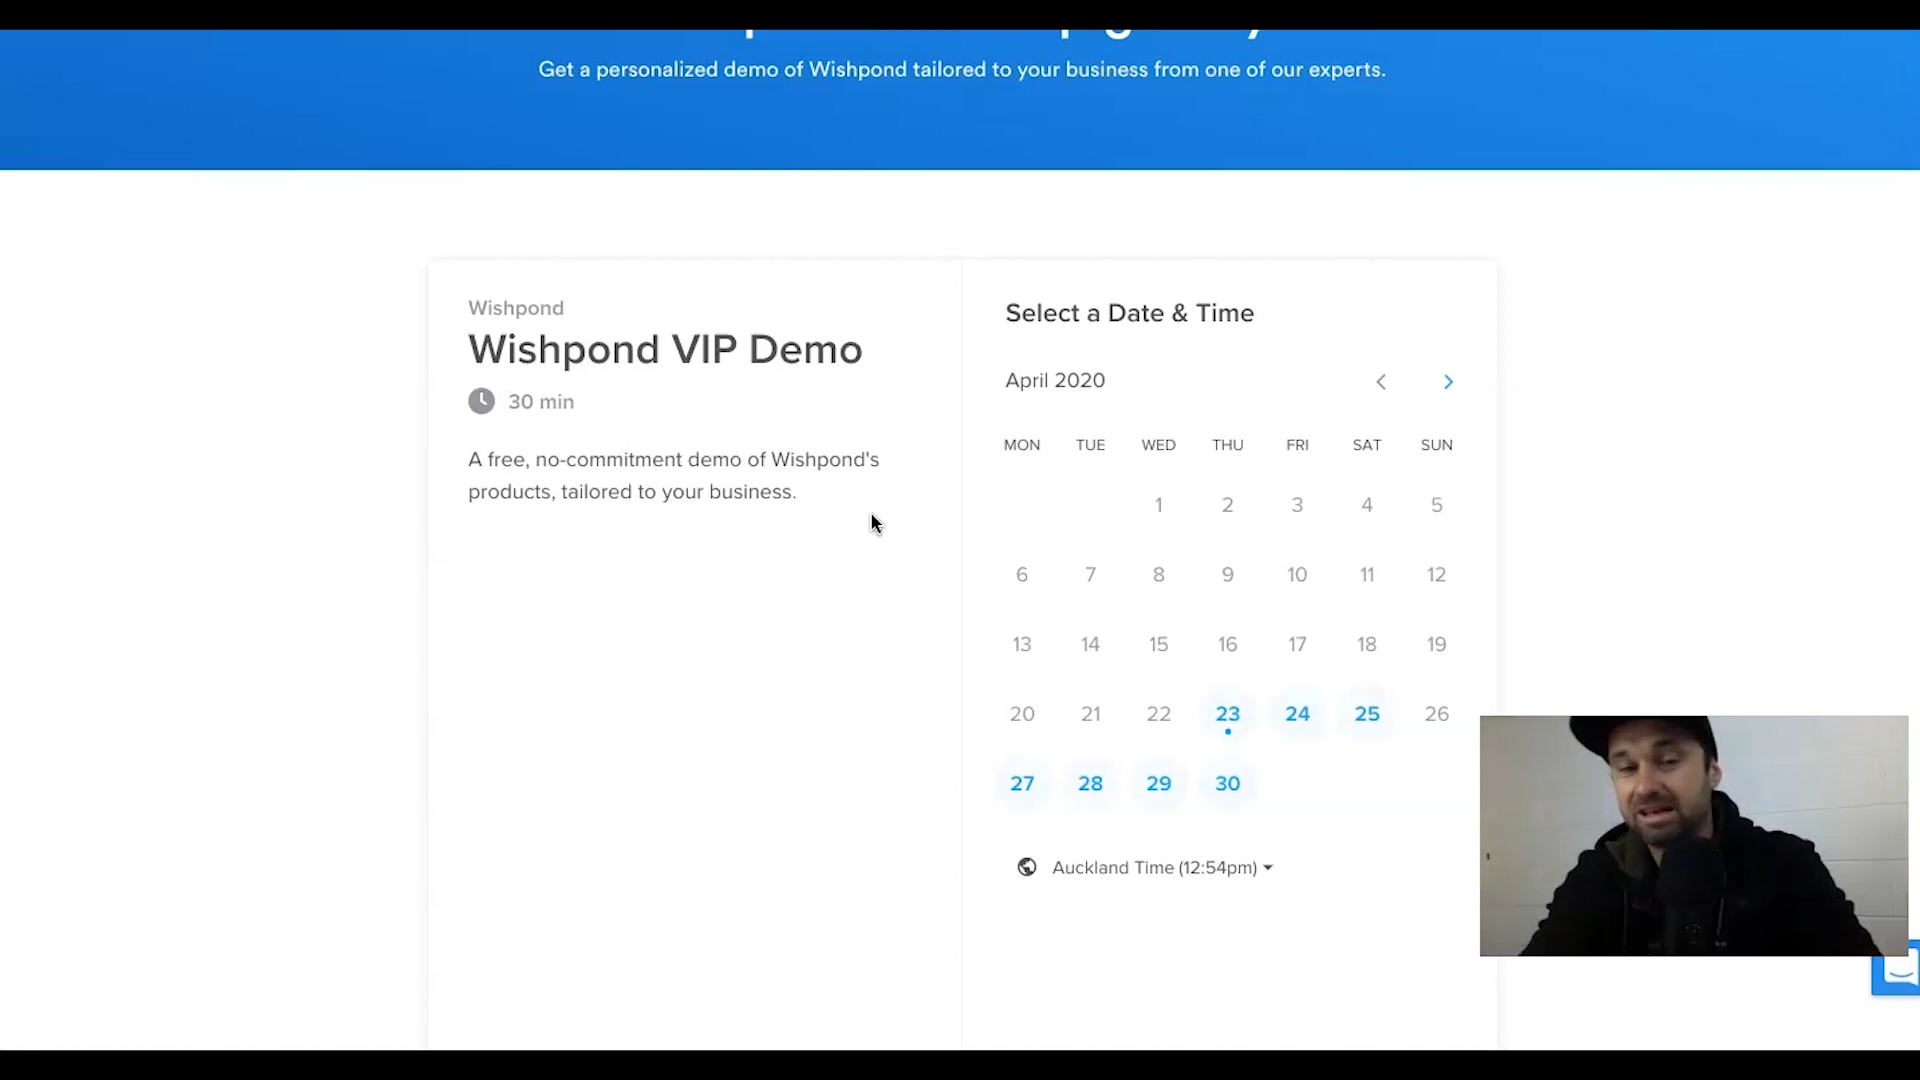 Get a personalized demo of Wishpond tailored to your business from one of our experts.
Wishpond
Wishpond VIP Demo
30 min
A free, no-commitment demo of Wishpond's
products, tailored to your business.
Select a Date & Time
April 2020
MON TUE WED THU FRI SAT SUN
1 2 3 4 5
6 7 8 9 10 11 12
13 14 15 16 17 18 19
20 21 22 23 24 25 26
27 28 29 30
Auckland Time (12:54pm)